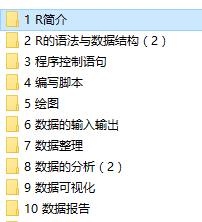 1 R简介
2 R的语法与数据结构（2）
3 程序控制语句
4 编写脚本
5 绘图
6 数据的输入输出
7 数据整理
8 数据的分析（2）
9 数据可视化
10 数据报告